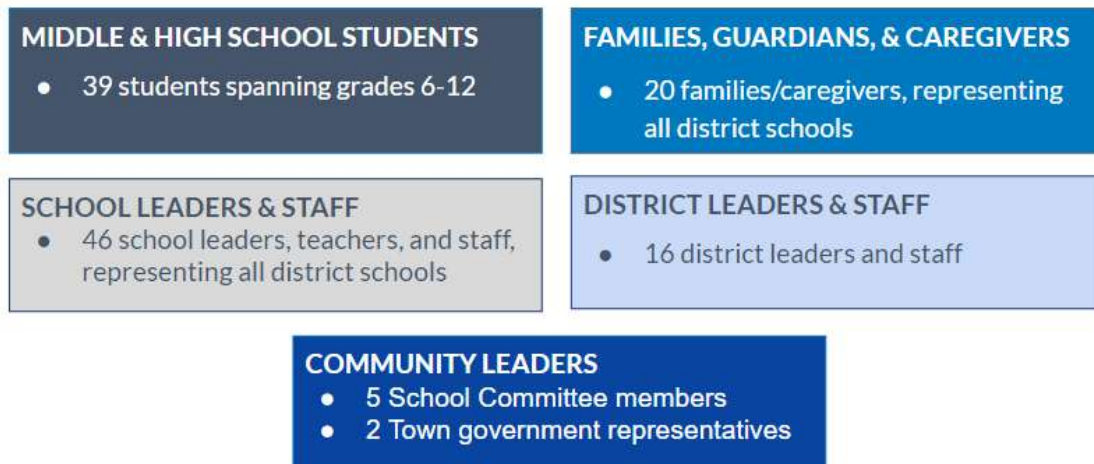 MIDDLE & HIGH SCHOOL STUDENTS
● 39 students spanning grades 6-12
FAMILIES, GUARDIANS, & CAREGIVERS
● 20 families/caregivers, representing
all district schools
SCHOOL LEADERS & STAFF
● 46 school leaders, teachers, and staff,
representing all district schools
DISTRICT LEADERS & STAFF
● 16 district leaders and staff
COMMUNITY LEADERS
● 5 School Committee members
● 2 Town government representatives